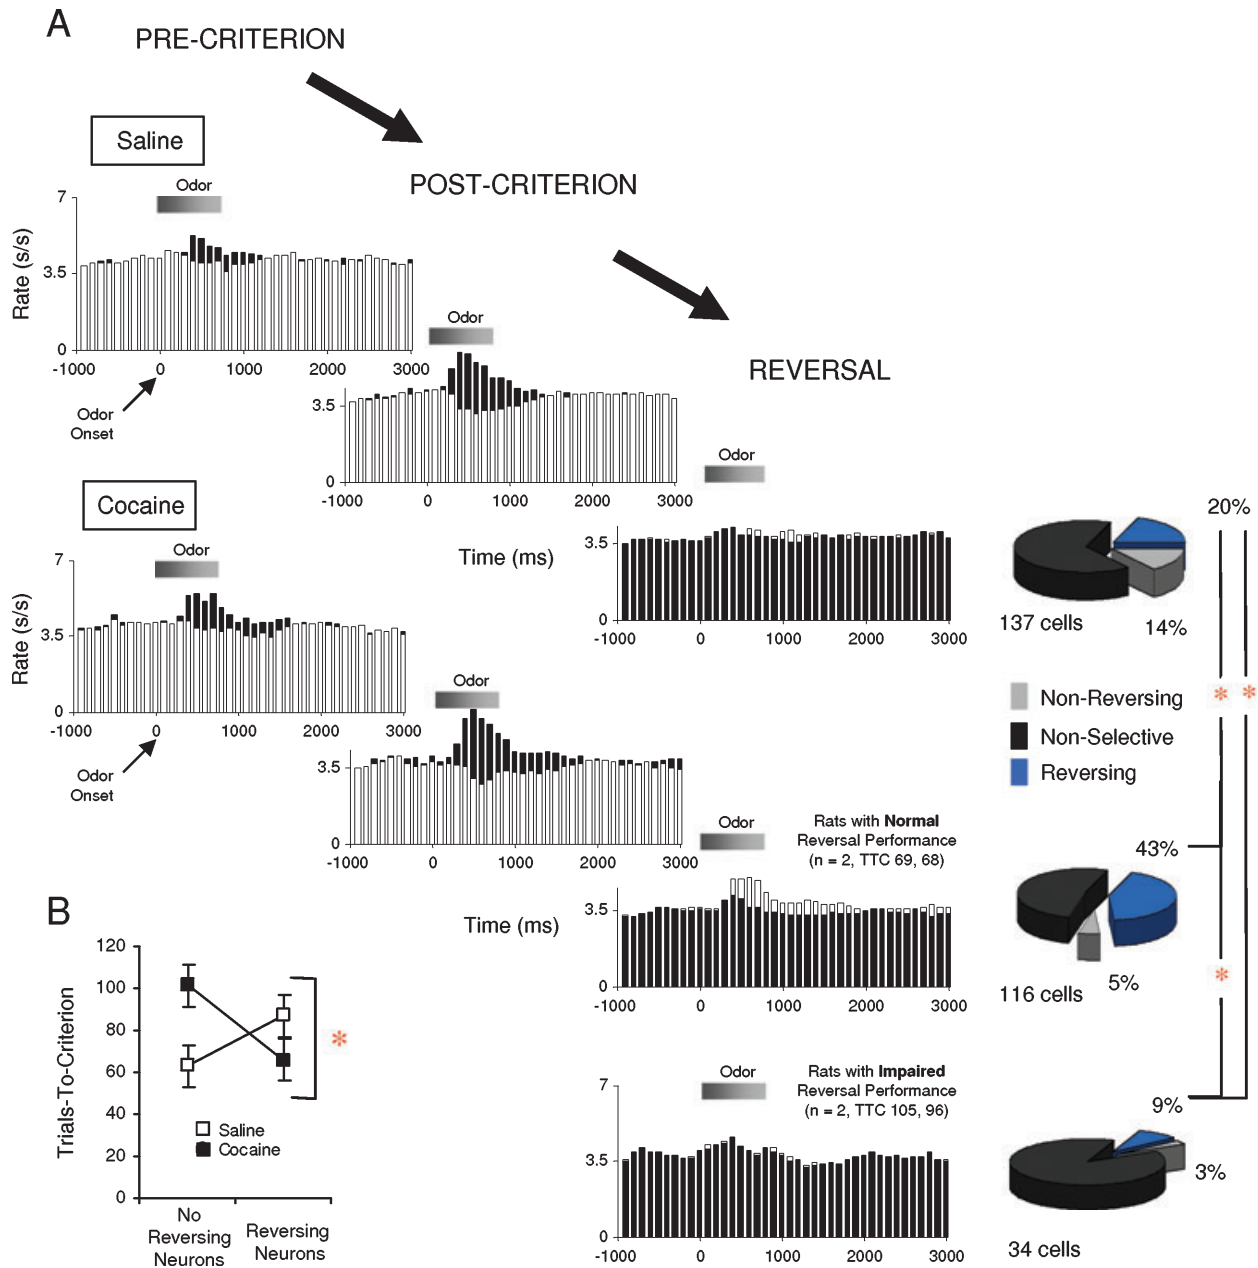 A
PRE-CRITERION
Saline
POST-CRITERION
Odor
7
Rate (s/s)
3.5
0
-1000 0 1000 2000 3000
Odor
Onset
Odor
3.5
0
-1000 0 1000 2000 3000
REVERSAL
Odor
Time (ms)
3.5
0
-1000 0 1000 2000 3000
20%
137 cells
14%
Cocaine
Odor
7
Rate (s/s)
3.5
0
-1000 0 1000 2000 3000
Odor
Onset
Odor
3.5
0
-1000 0 1000 2000 3000
Non-Reversing
Non-Selective
Reversing
* *
Odor
Rats with Normal
Reversal Performance
(n = 2, TTC 69, 68)
Time (ms)
3.5
0
-1000 0 1000 2000 3000
43%
116 cells
5%
*
Odor
Rats with Impaired
Reversal Performance
(n = 2, TTC 105, 96)
7
3.5
0
-1000 0 1000 2000 3000
9%
3%
34 cells
B
Trials-To-Criterion
120
100
80
60
40
20
0
*
Saline
Cocaine
No
Reversing
Neurons
Reversing
Neurons